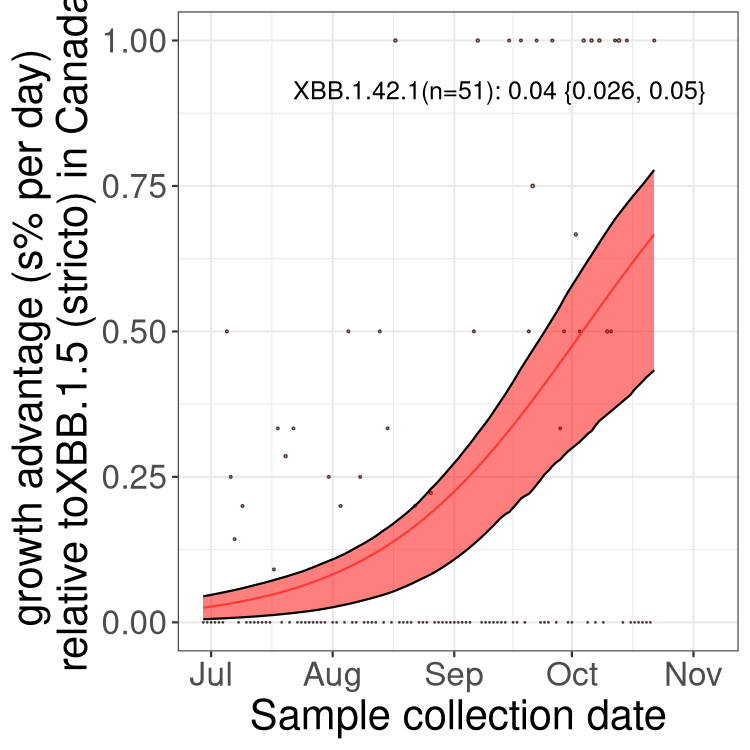 growth advantage (s% per day)
relative toXBB.1.5 (stricto) in Canada
1.00
0.75
0.50
0.25
0.00
XBB.1.42.1(n=51): 0.04 {0.026, 0.05}
Jul Aug Sep Oct Nov
Sample collection date